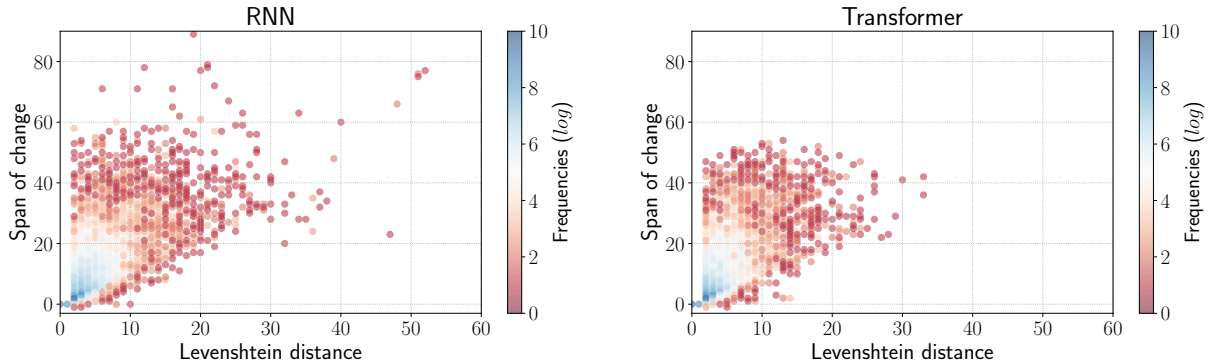 RNN
80
60
40
20
0
Span of change
0 10 20 30 40 50 60
Levenshtein distance
10
8
6
4
2
0
Frequencies (log)
Transformer
80
60
40
20
0
Span of change
0 10 20 30 40 50 60
Levenshtein distance
10
8
6
4
2
0
Frequencies (log)